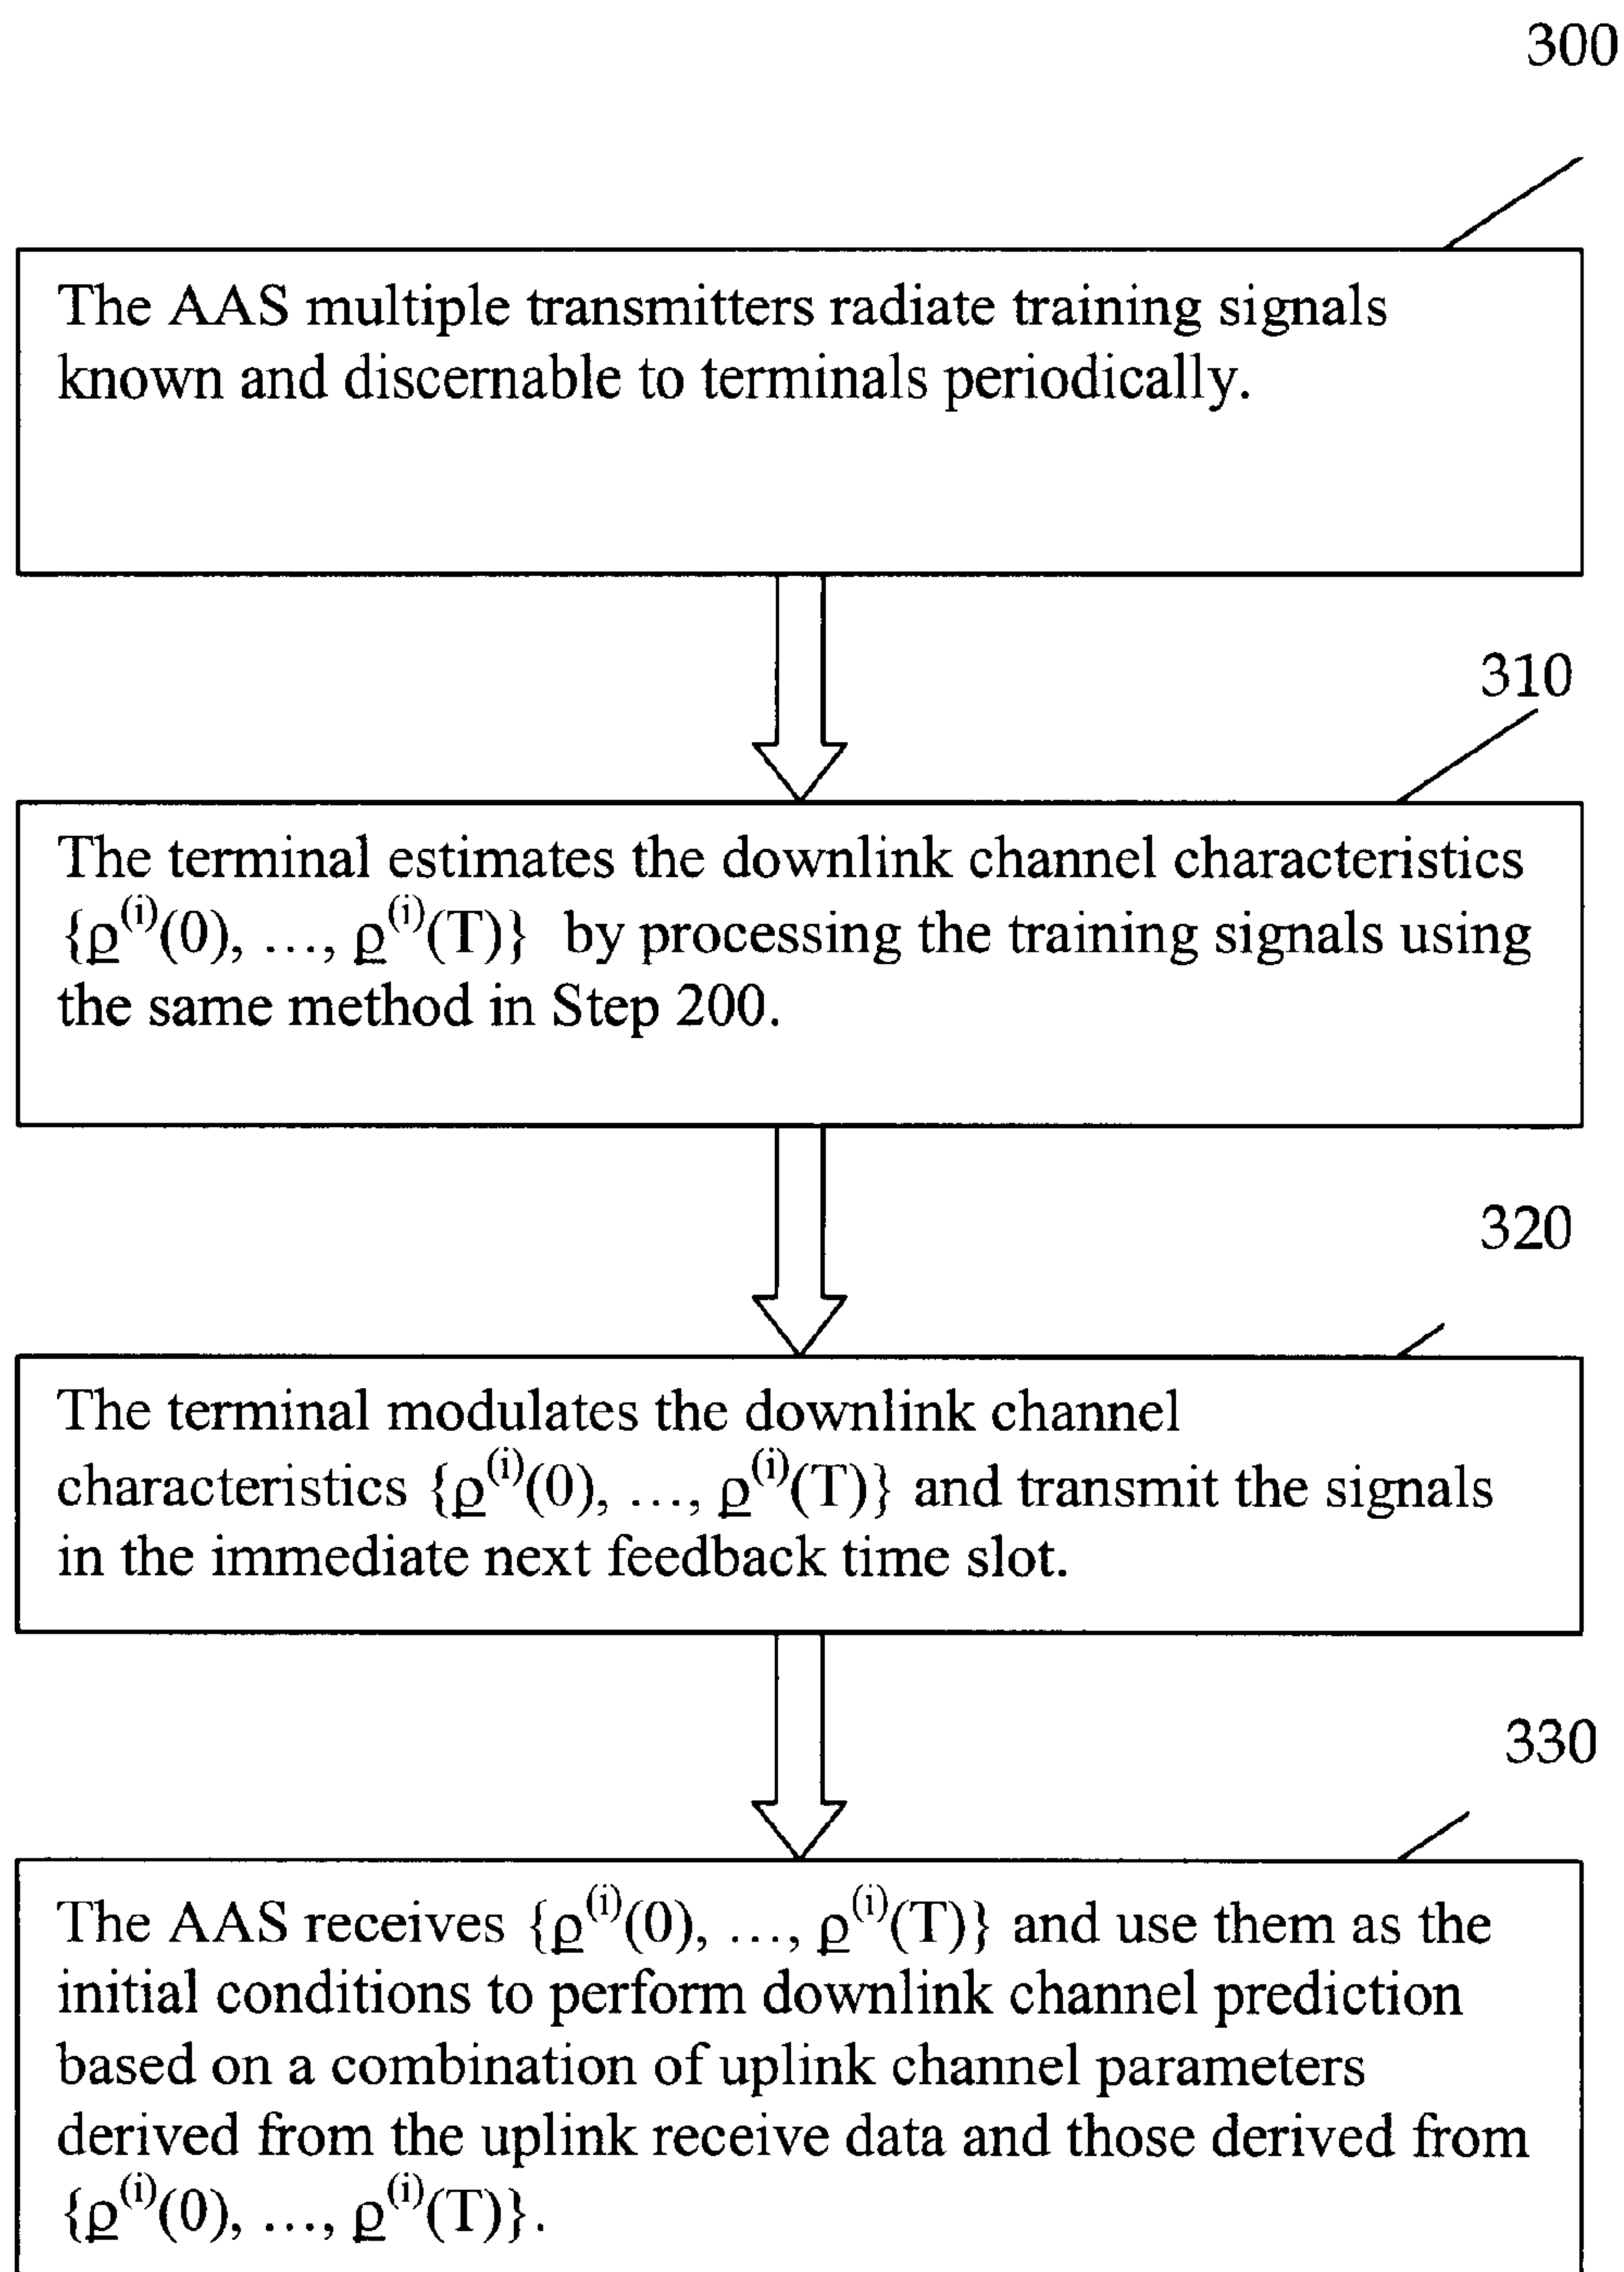 300
The AAS multiple transmitters radiate training signals
known and discernable to terminals periodically.
310
The terminal estimates the downlink channel characteristics
{ρ̲⁽ⁱ⁾(0), …, ρ̲⁽ⁱ⁾(T)} by processing the training signals using
the same method in Step 200.
320
The terminal modulates the downlink channel
characteristics {ρ̲⁽ⁱ⁾(0), …, ρ̲⁽ⁱ⁾(T)} and transmit the signals
in the immediate next feedback time slot.
330
The AAS receives {ρ̲⁽ⁱ⁾(0), …, ρ̲⁽ⁱ⁾(T)} and use them as the
initial conditions to perform downlink channel prediction
based on a combination of uplink channel parameters
derived from the uplink receive data and those derived from
{ρ̲⁽ⁱ⁾(0), …, ρ̲⁽ⁱ⁾(T)}.